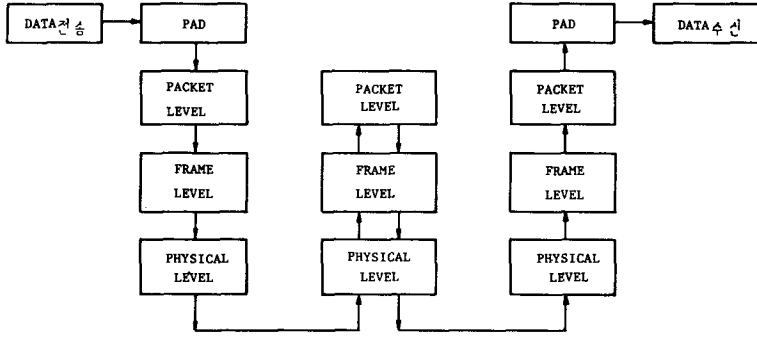 DATA전송
PAD
PACKET
LEVEL
FRAME
LEVEL
PHYSICAL
LEVEL
PACKET
LEVEL
FRAME
LEVEL
PHYSICAL
LEVEL
PAD
DATA수신
PACKET
LEVEL
FRAME
LEVEL
PHYSICAL
LEVEL